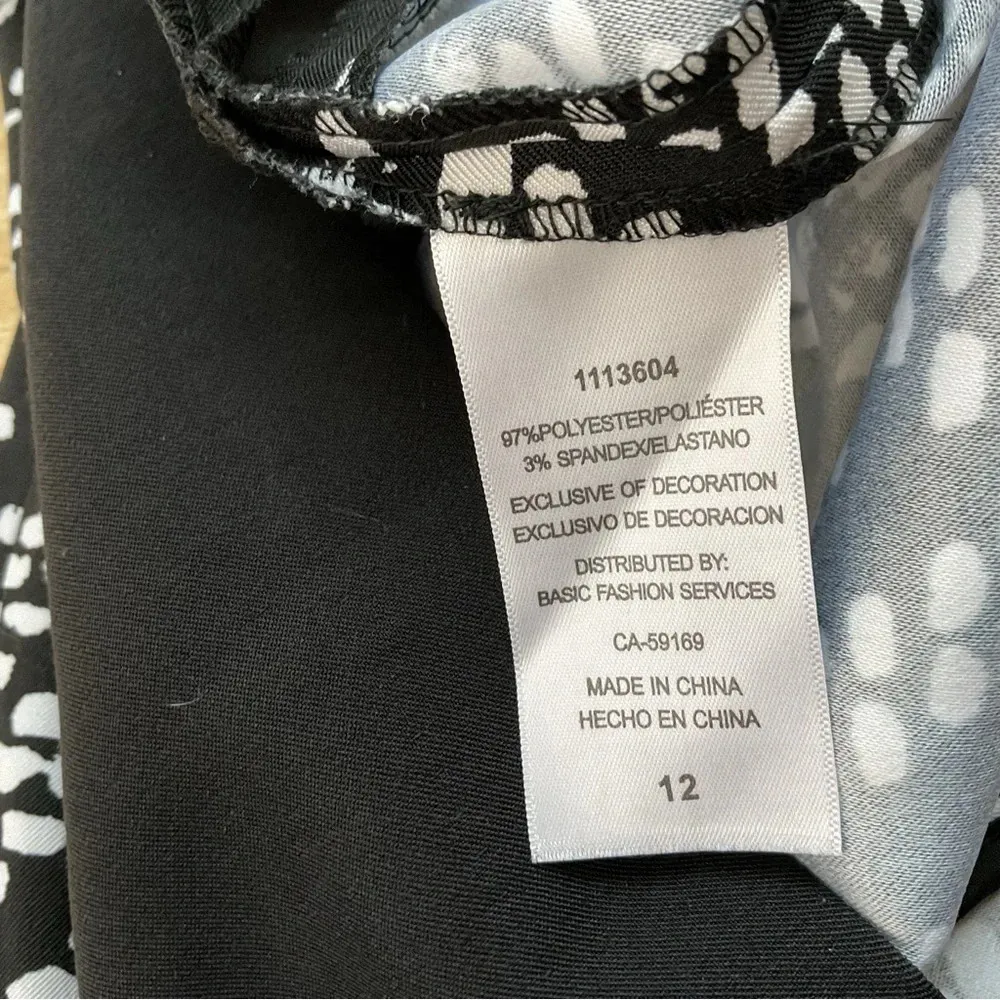 1113604
97%POLYESTER/POLIÉSTER
3% SPANDEX/ELASTANO
EXCLUSIVE OF DECORATION
EXCLUSIVO DE DECORACION
DISTRIBUTED BY:
BASIC FASHION SERVICES
CA-59169
MADE IN CHINA
HECHO EN CHINA
12